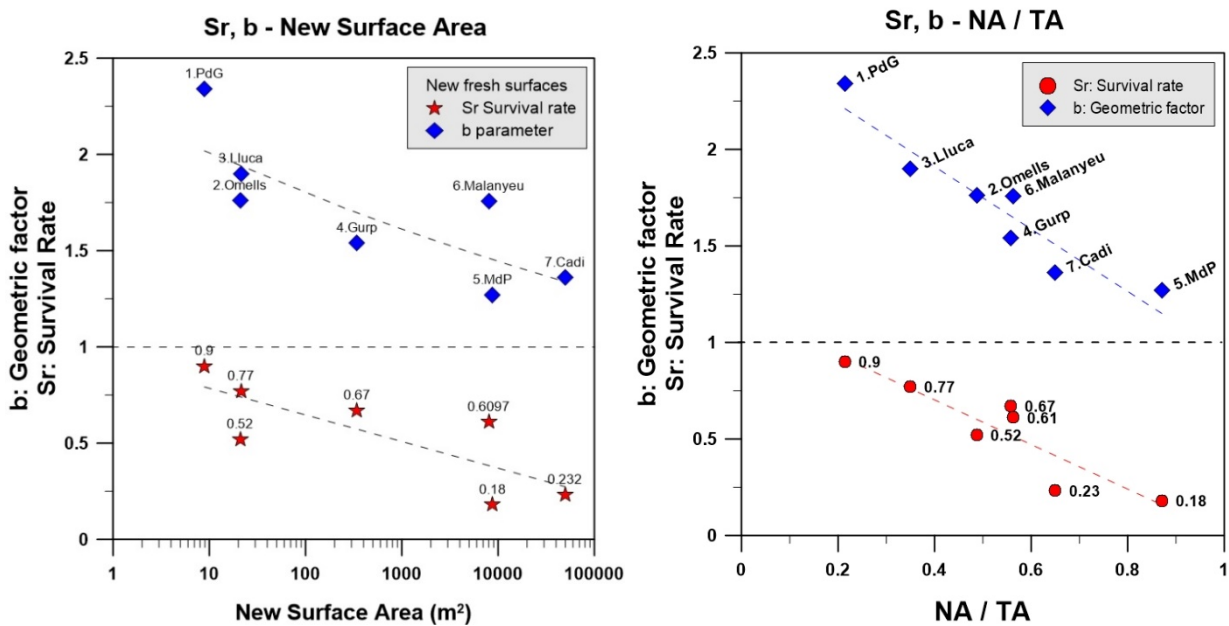 Sr, b - New Surface Area
2.5
2
1.5
1
0.5
0
b: Geometric factor
Sr: Survival Rate
New fresh surfaces
Sr Survival rate
b parameter
1.PdG
3.Lluca
2.Omells
6.Malanyeu
4.Gurp
7.Cadi
5.MdP
0.9
0.77
0.67
0.6097
0.52
0.232
0.18
1
10
100
1000
10000
100000
New Surface Area (m²)
Sr, b - NA / TA
2.5
2
1.5
1
0.5
0
b: Geometric factor
Sr: Survival Rate
Sr: Survival rate
b: Geometric factor
1.PdG
3.Lluca
2.Omells
6.Malanyeu
4.Gurp
7.Cadi
5.MdP
0.9
0.77
0.67
0.61
0.52
0.23
0.18
0
0.2
0.4
0.6
0.8
1
NA / TA